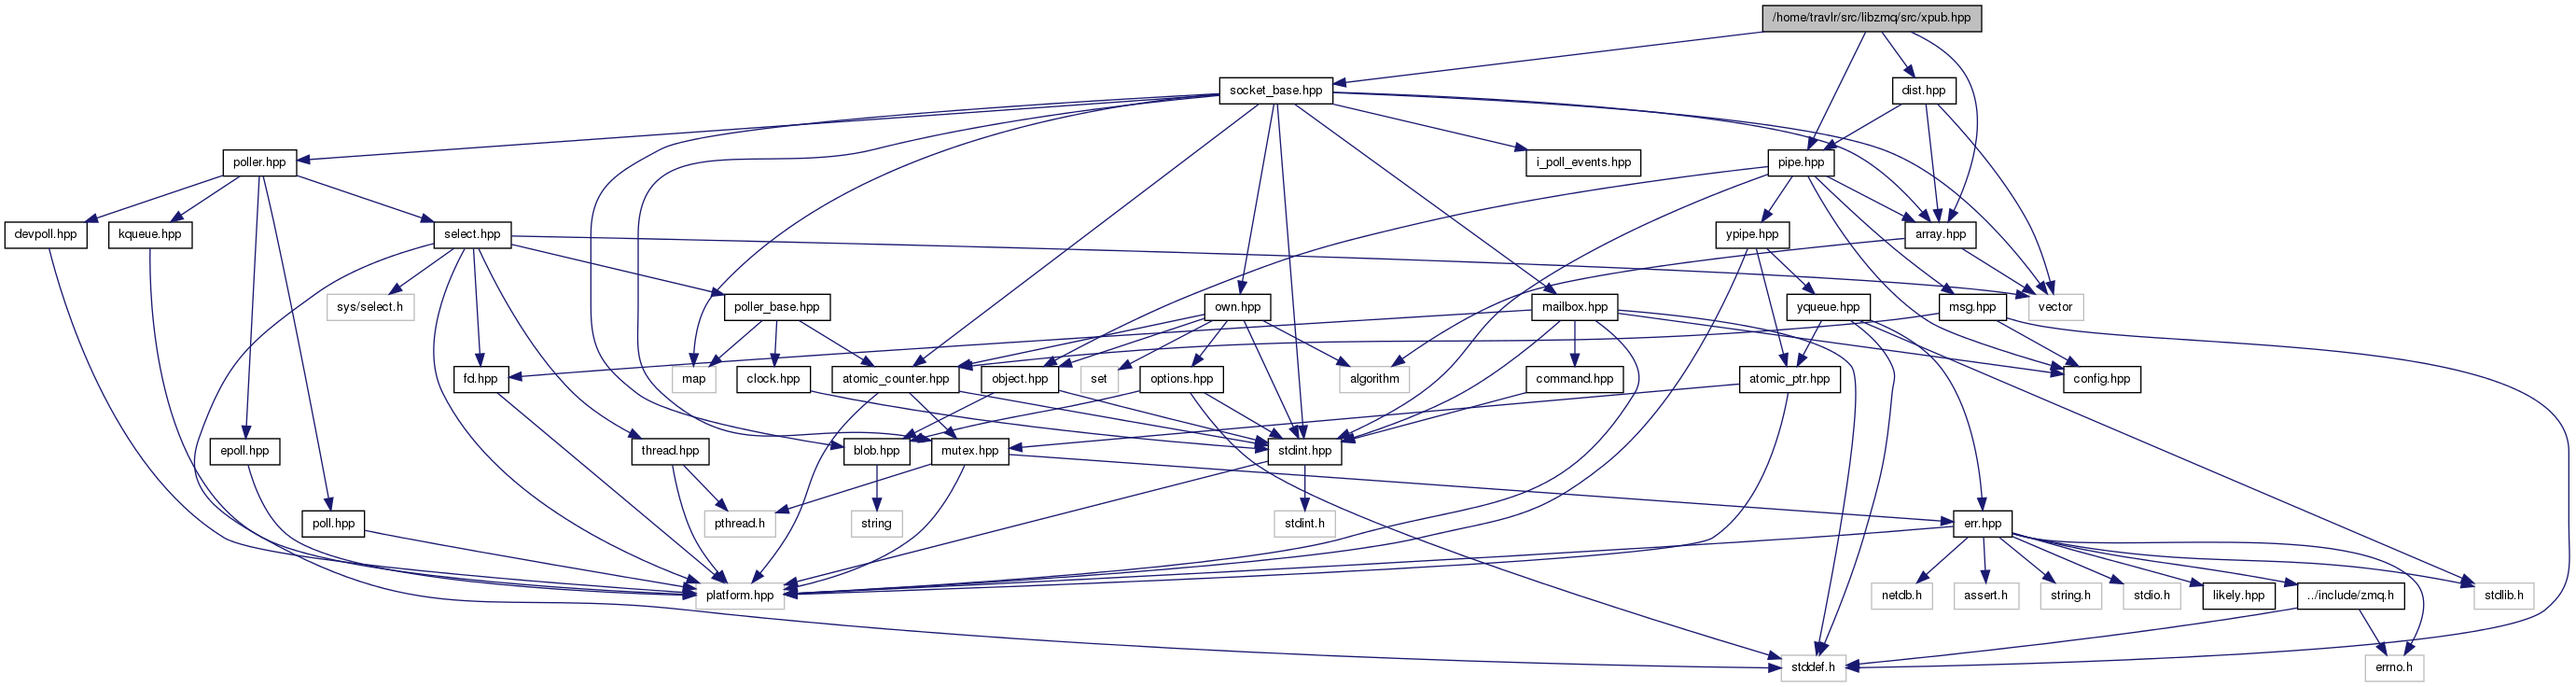 /home/travlr/src/libzmq/src/xpub.hpp
socket_base.hpp
dist.hpp
poller.hpp
i_poll_events.hpp
pipe.hpp
devpoll.hpp
kqueue.hpp
select.hpp
ypipe.hpp
array.hpp
sys/select.h
poller_base.hpp
own.hpp
mailbox.hpp
yqueue.hpp
msg.hpp
vector
fd.hpp
map
clock.hpp
atomic_counter.hpp
object.hpp
set
options.hpp
algorithm
command.hpp
atomic_ptr.hpp
config.hpp
epoll.hpp
thread.hpp
blob.hpp
mutex.hpp
stdint.hpp
poll.hpp
pthread.h
string
stdint.h
err.hpp
platform.hpp
netdb.h
assert.h
string.h
stdio.h
likely.hpp
../include/zmq.h
stdlib.h
stddef.h
errno.h